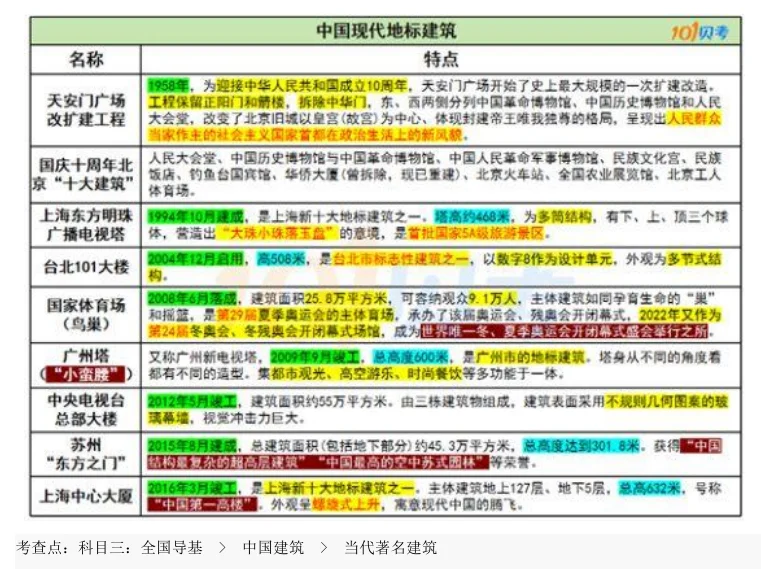 中国现代地标建筑
101贝考
名称
特点
天安门广场
改扩建工程
1958年，为迎接中华人民共和国成立10周年，天安门广场开始了史上最大规模的一次扩建改造。
工程保留正阳门和箭楼，拆除中华门，东、西两侧分列中国革命博物馆、中国历史博物馆和人民
大会堂，改变了北京旧城以皇宫(故宫)为中心、体现封建帝王唯我独尊的格局，呈现出人民群众
当家作主的社会主义国家首都在政治生活上的新风貌。
国庆十周年北
京“十大建筑”
人民大会堂、中国历史博物馆与中国革命博物馆、中国人民革命军事博物馆、民族文化宫、民族
饭店、钓鱼台国宾馆、华侨大厦(曾拆除，现已重建)、北京火车站、全国农业展览馆、北京工人
体育场。
上海东方明珠
广播电视塔
1994年10月建成，是上海新十大地标建筑之一。塔高约468米，为多筒结构，有下、上、顶三个球
体，营造出“大珠小珠落玉盘”的意境，是首批国家5A级旅游景区。
台北101大楼
2004年12月启用，高508米，是台北市标志性建筑之一，以数字8作为设计单元，外观为多节式结
构。
国家体育场
（鸟巢）
2008年6月落成，建筑面积25.8万平方米，可容纳观众9.1万人，主体建筑如同孕育生命的“巢”
和摇篮，是第29届夏季奥运会的主体育场，承办了该届奥运会、残奥会开闭幕式，2022年又作为
第24届冬奥会、冬残奥会开闭幕式场馆，成为世界唯一冬、夏季奥运会开闭幕式盛会举行之所。
广州塔
（“小蛮腰”）
又称广州新电视塔，2009年9月竣工，总高度600米，是广州市的地标建筑。塔身从不同的角度看
都有不同的造型。集都市观光、高空游乐、时尚餐饮等多功能于一体。
中央电视台
总部大楼
2012年5月竣工，建筑面积约55万平方米。由三栋建筑物组成，建筑表面采用不规则几何图案的玻
璃幕墙，视觉冲击力巨大。
苏州
“东方之门”
2015年8月建成，总建筑面积(包括地下部分)约45.3万平方米，总高度达到301.8米。获得“中国
结构最复杂的超高层建筑”“中国最高的空中苏式园林”等荣誉。
上海中心大厦
2016年3月竣工，是上海新十大地标建筑之一。主体建筑地上127层、地下5层，总高632米，号称
“中国第一高楼”。外观呈螺旋式上升，寓意现代中国的腾飞。
考查点：科目三：全国导基 > 中国建筑 > 当代著名建筑